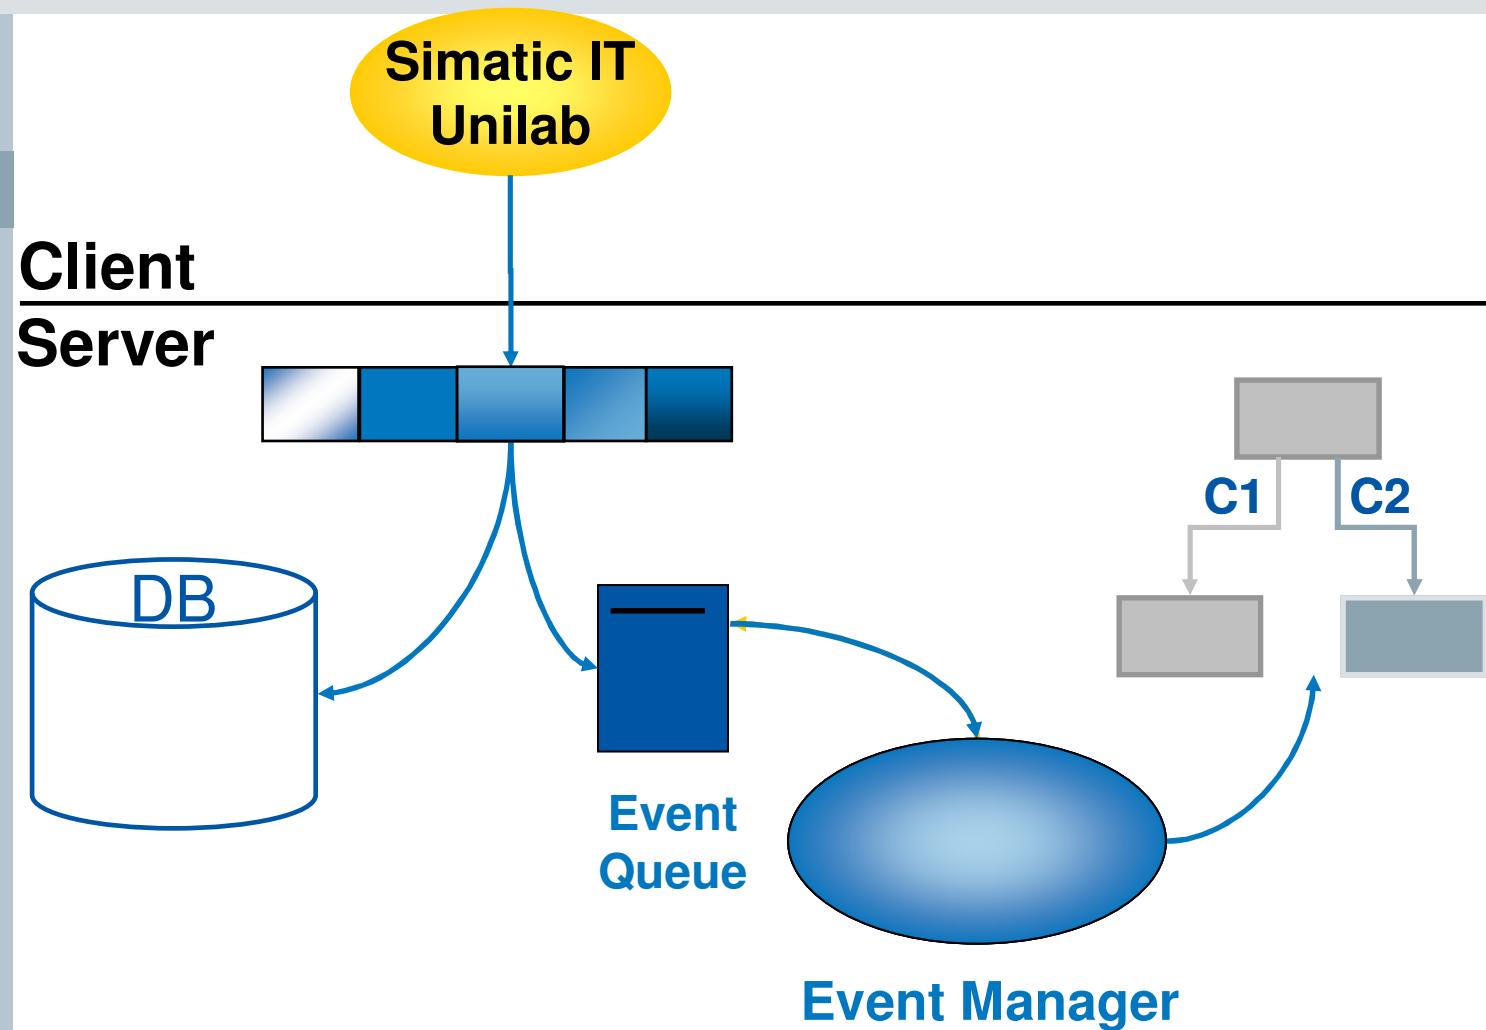 Simatic IT
Unilab
Client
Server
C1
C2
DB
Event
Queue
Event Manager